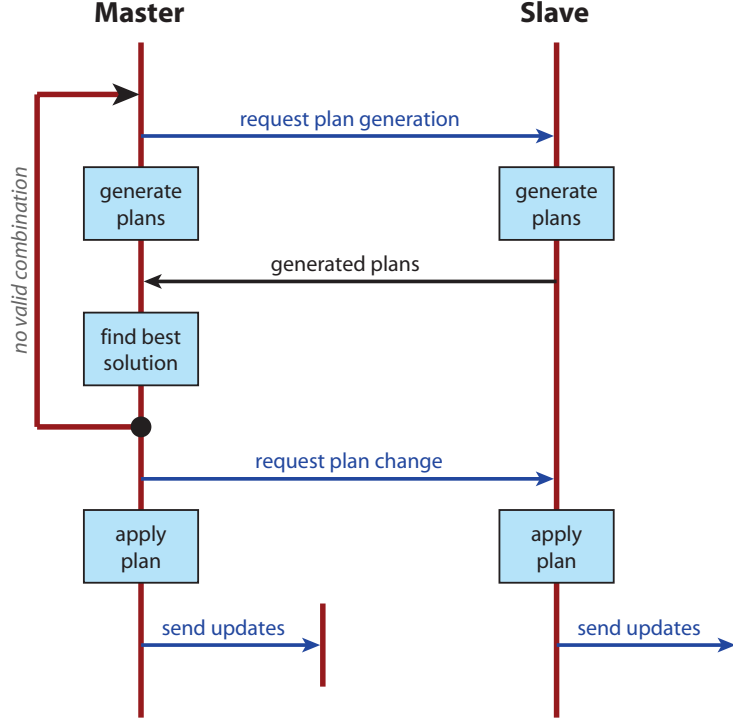 Master
Slave
request plan generation
generate
plans
generate
plans
no valid combination
generated plans
find best
solution
request plan change
apply
plan
apply
plan
send updates
send updates